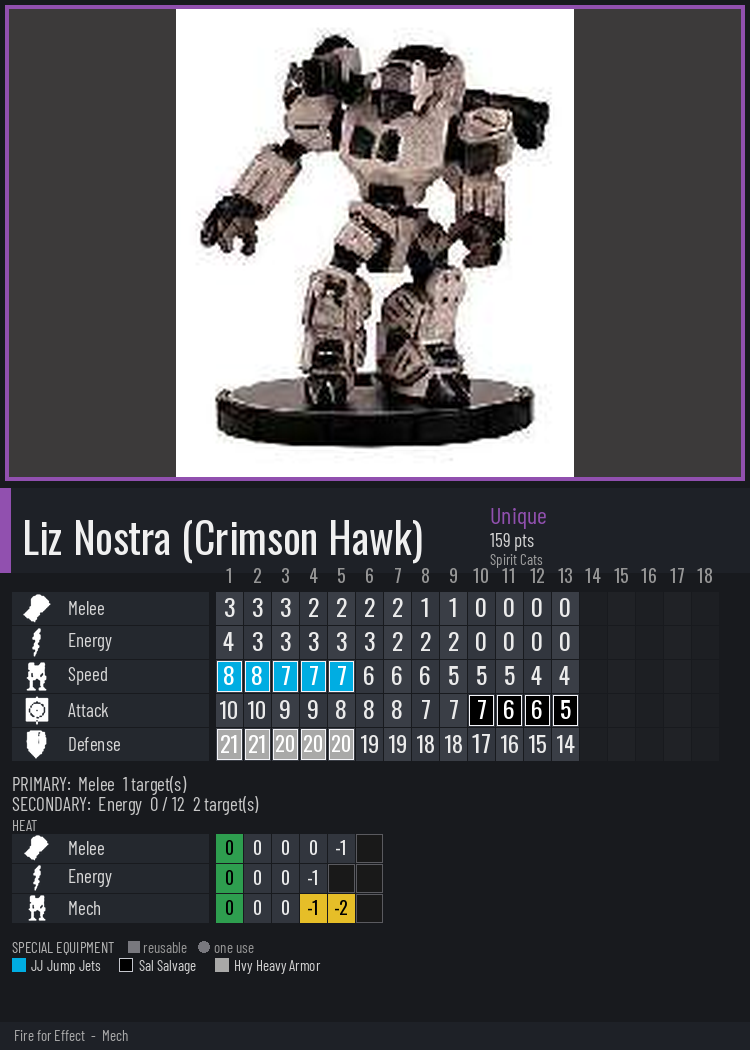 Liz Nostra (Crimson Hawk)
Unique
159 pts
Spirit Cats
1 2 3 4 5 6 7 8 9 10 11 12 13 14 15 16 17 18
Melee 3 3 3 2 2 2 2 1 1 0 0 0 0
Energy 4 3 3 3 3 3 2 2 2 0 0 0 0
Speed 8 8 7 7 7 6 6 6 5 5 5 4 4
Attack 10 10 9 9 8 8 8 7 7 7 6 6 5
Defense 21 21 20 20 20 19 19 18 18 17 16 15 14
PRIMARY: Melee 1 target(s)
SECONDARY: Energy 0 / 12 2 target(s)
HEAT
Melee 0 0 0 0 -1
Energy 0 0 0 -1
Mech 0 0 0 -1 -2
SPECIAL EQUIPMENT reusable one use
JJ Jump Jets Sal Salvage Hvy Heavy Armor
Fire for Effect - Mech